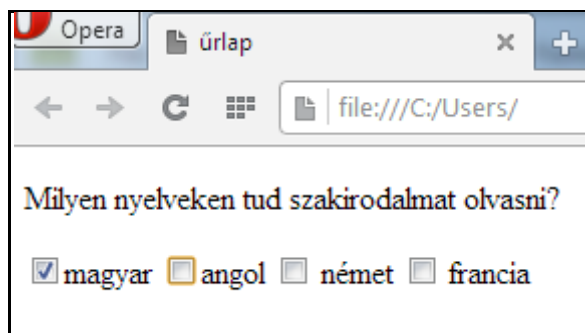 Opera
űrlap
file:///C:/Users/
Milyen nyelveken tud szakirodalmat olvasni?
magyar angol német francia